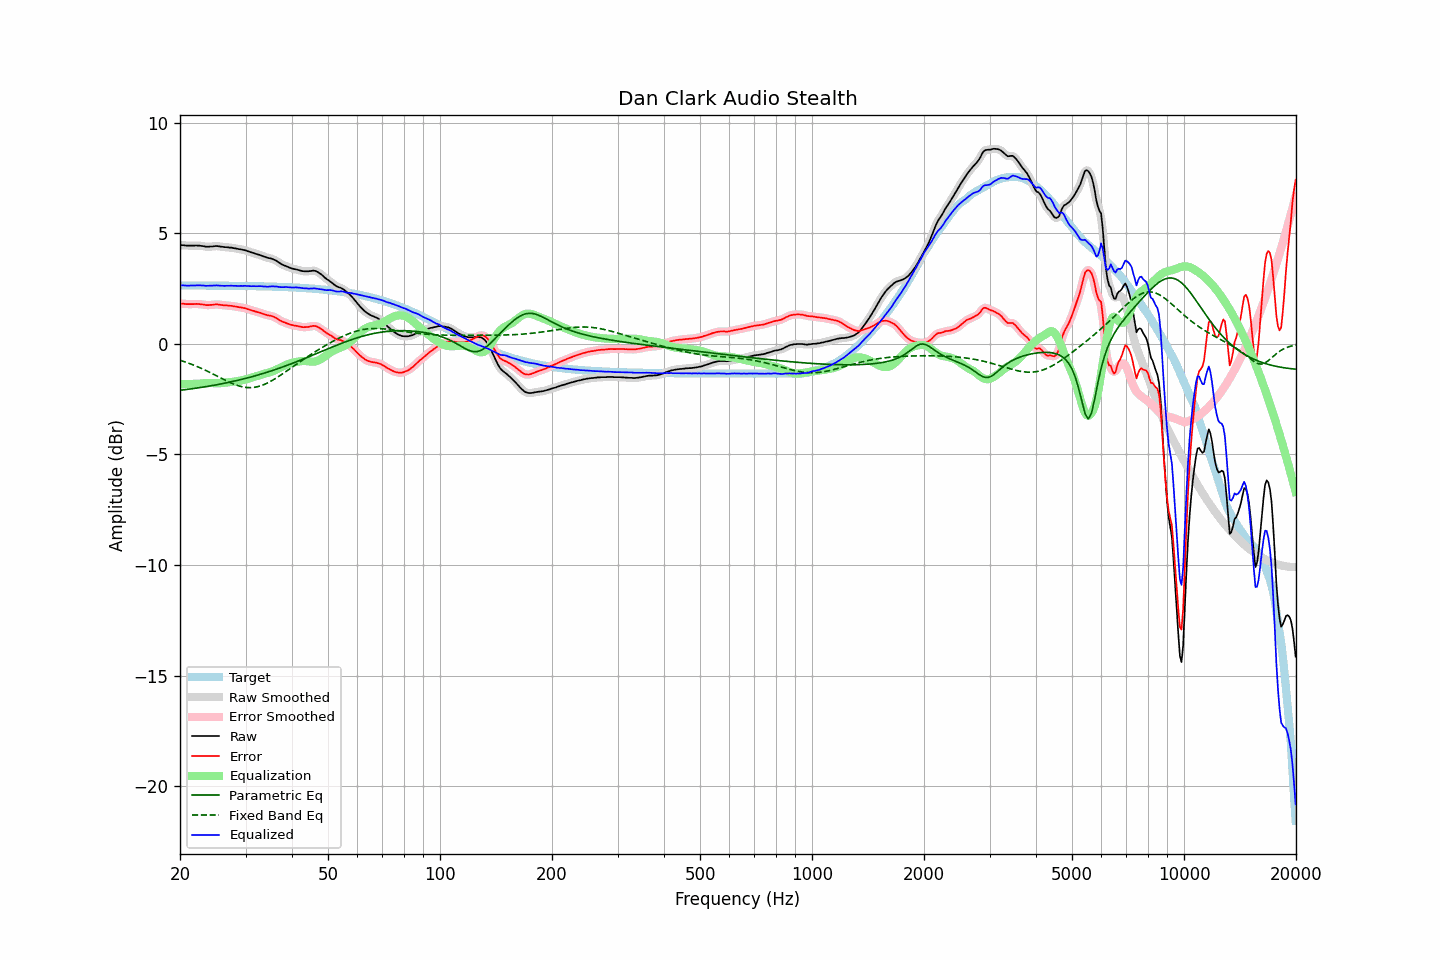 Dan Clark Audio Stealth
Amplitude (dBr)
10
5
0
−5
−10
−15
−20
Target
Raw Smoothed
Error Smoothed
Raw
Error
Equalization
Parametric Eq
Fixed Band Eq
Equalized
20 50 100 200 500 1000 2000 5000 10000 20000
Frequency (Hz)